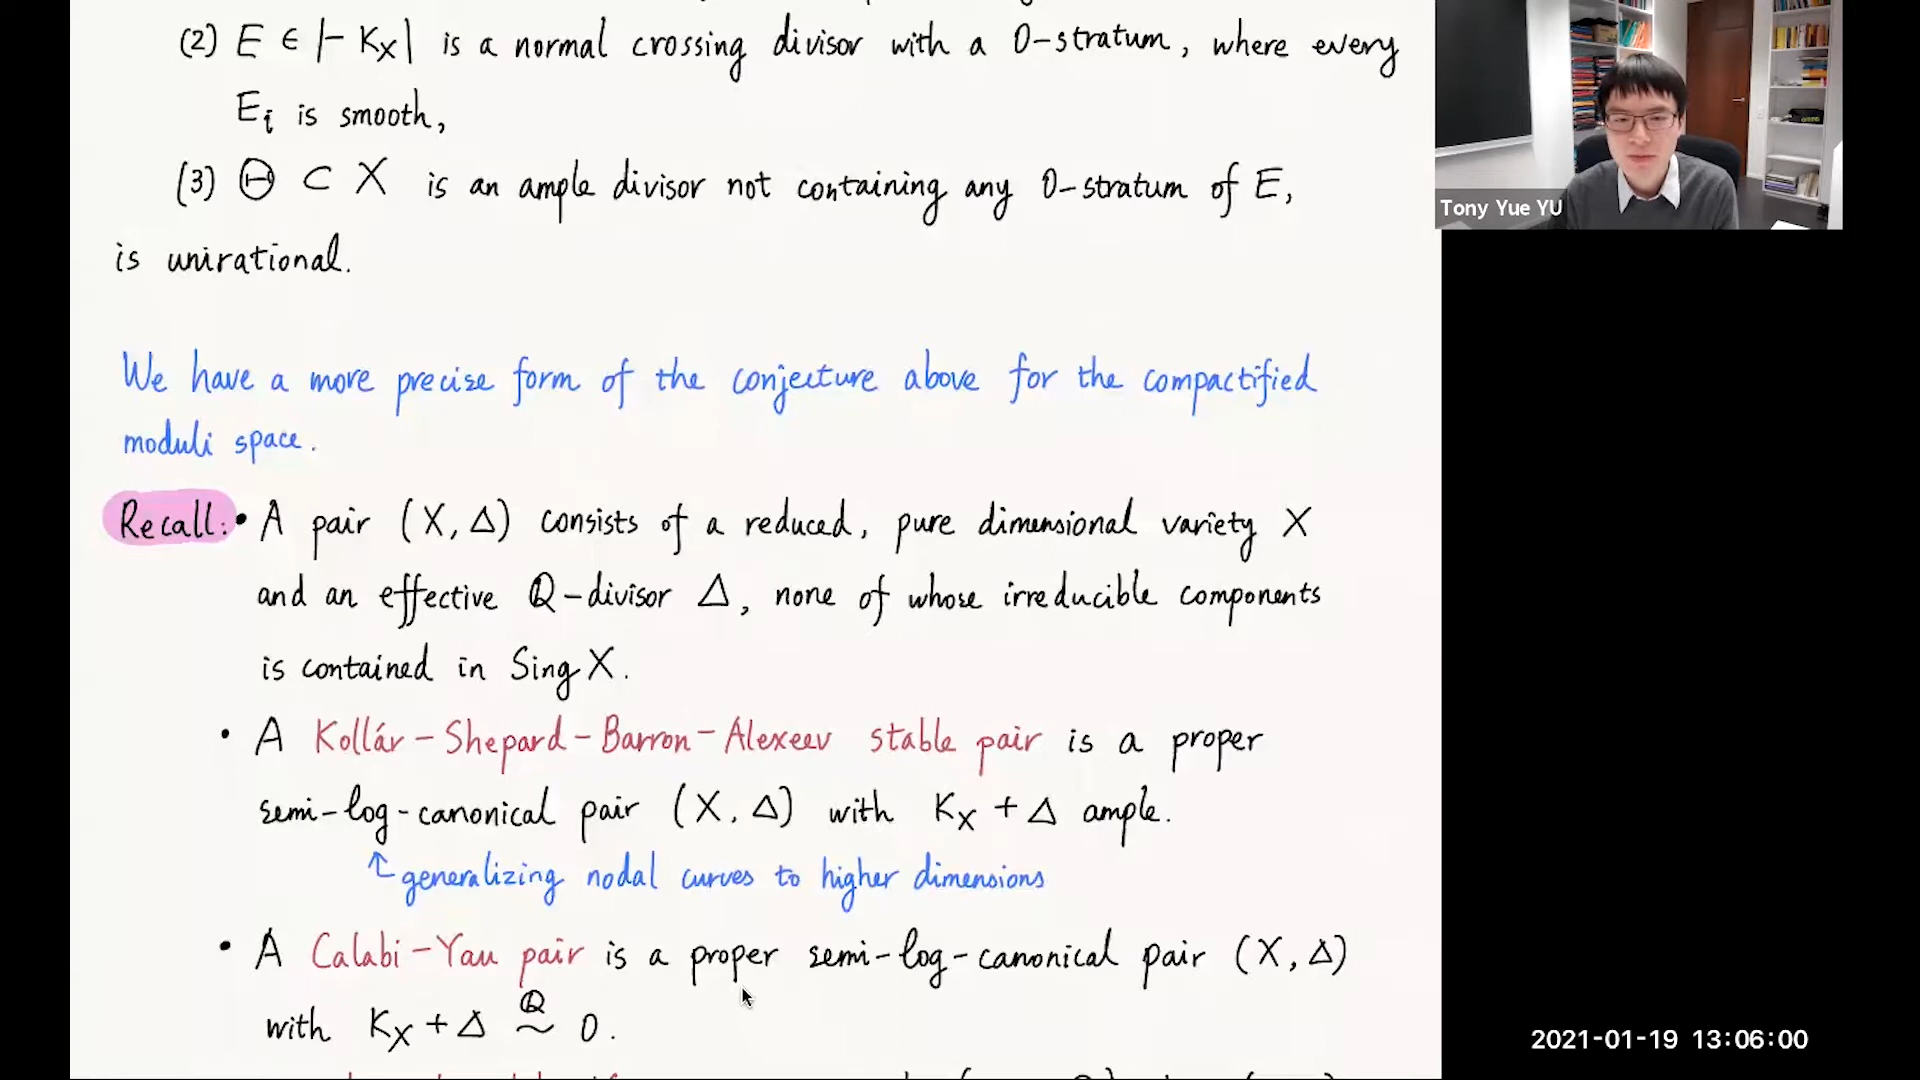 (2) E ∈ |-K_X| is a normal crossing divisor with a 0-stratum, where every
E_i is smooth,
(3) Θ ⊂ X is an ample divisor not containing any 0-stratum of E,
is unirational.
We have a more precise form of the conjecture above for the compactified
moduli space.
Recall: • A pair (X, Δ) consists of a reduced, pure dimensional variety X
and an effective Q-divisor Δ, none of whose irreducible components
is contained in Sing X.
• A Kollár-Shepard-Barron-Alexeev stable pair is a proper
semi-log-canonical pair (X, Δ) with K_X + Δ ample.
generalizing nodal curves to higher dimensions
• A Calabi-Yau pair is a proper semi-log-canonical pair (X, Δ)
with K_X + Δ ~^Q 0.
Tony Yue YU
2021-01-19 13:06:00